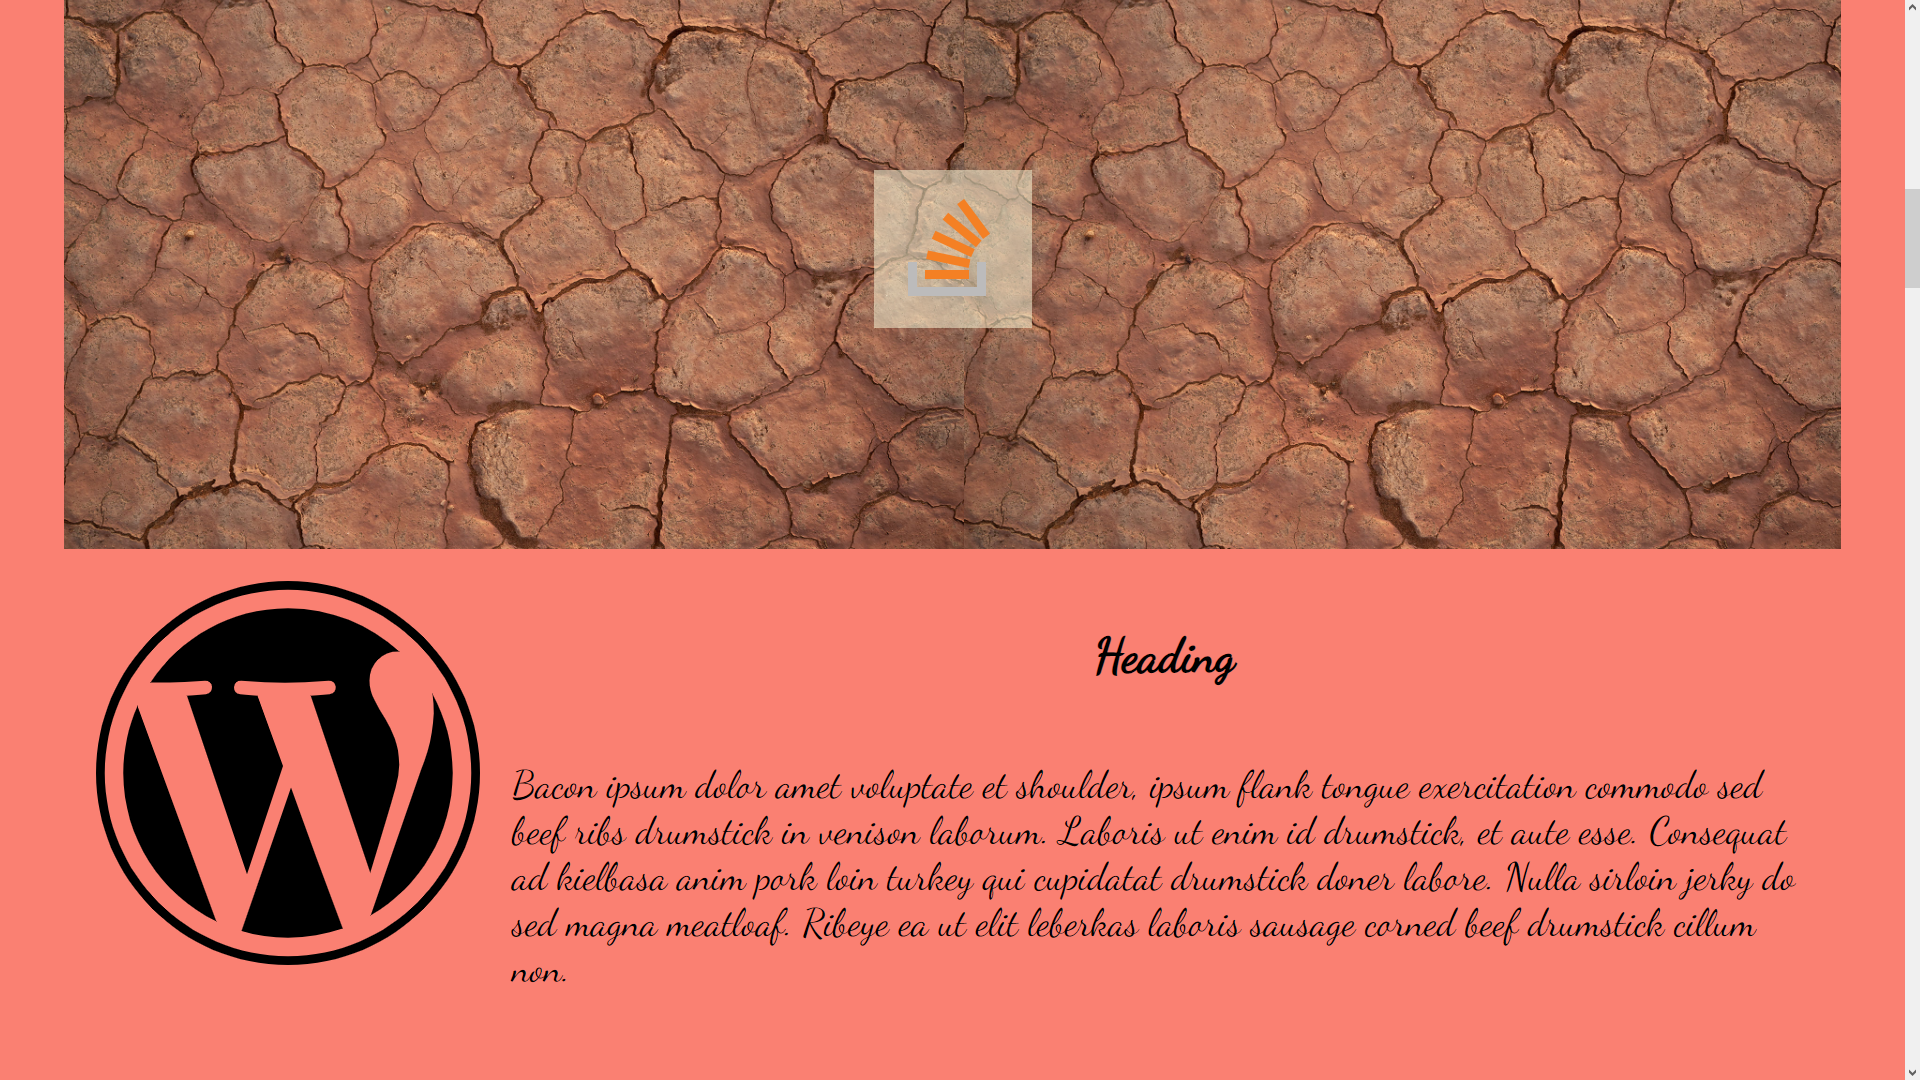 Heading
Bacon ipsum dolor amet voluptate et shoulder, ipsum flank tongue exercitation commodo sed
beef ribs drumstick in venison laborum. Laboris ut enim id drumstick, et aute esse. Consequat
ad kielbasa anim pork loin turkey qui cupidatat drumstick doner labore. Nulla sirloin jerky do
sed magna meatloaf. Ribeye ea ut elit leberkas laboris sausage corned beef drumstick cillum
non.